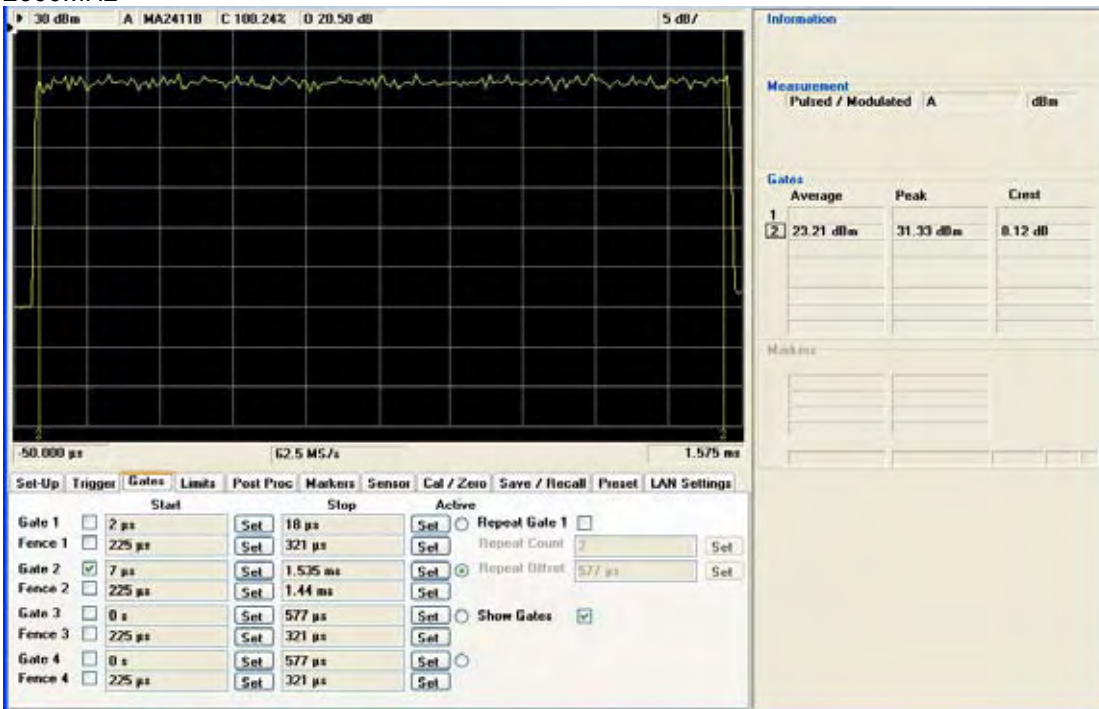 30 dBm A MA2411B C 100.24% O 20.50 dB 5 dB/
Information
Measurement
Pulsed / Modulated A dBm
Gates
Average Peak Crest
1
2 23.21 dBm 31.33 dBm 8.12 dB
Markers
-50.000 µs 62.5 MS/s 1.575 ms
Set-Up Trigger Gates Limits Post Proc Markers Sensor Cal / Zero Save / Recall Preset LAN Settings
Start Stop Active
Gate 1 2 µs Set 18 µs Set Repeat Gate 1
Fence 1 225 µs Set 321 µs Set Repeat Count 2 Set
Gate 2 7 µs Set 1.535 ms Set Repeat Offset 577 µs Set
Fence 2 225 µs Set 1.44 ms Set
Gate 3 0 s Set 577 µs Set Show Gates
Fence 3 225 µs Set 321 µs Set
Gate 4 0 s Set 577 µs Set
Fence 4 225 µs Set 321 µs Set